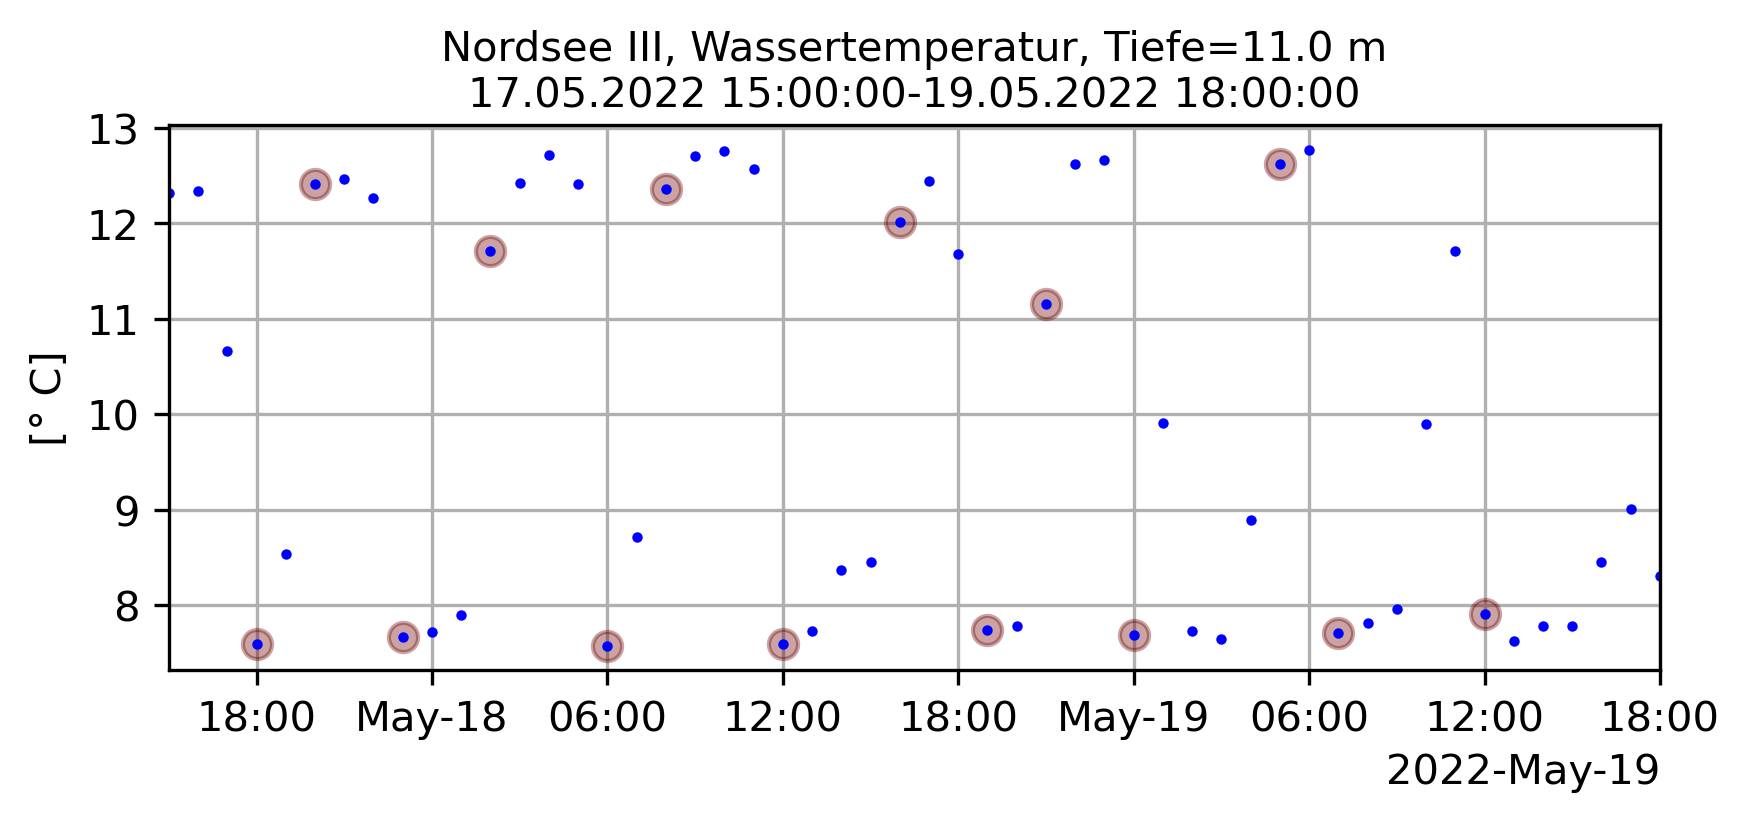 Nordsee III, Wassertemperatur, Tiefe=11.0 m
17.05.2022 15:00:00-19.05.2022 18:00:00
13
12
11
10
9
8
[° C]
18:00 May-18 06:00 12:00 18:00 May-19 06:00 12:00 18:00
2022-May-19